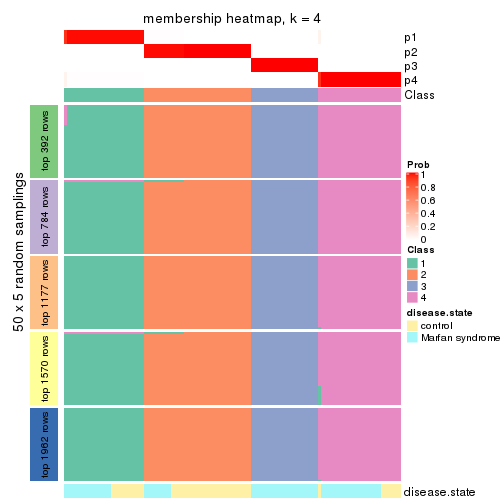 membership heatmap, k = 4
p1
p2
p3
p4
Class
50 x 5 random samplings
top 392 rows
top 784 rows
top 1177 rows
top 1570 rows
top 1962 rows
disease.state
Prob
1
0.8
0.6
0.4
0.2
0
Class
1
2
3
4
disease.state
control
Marfan syndrome